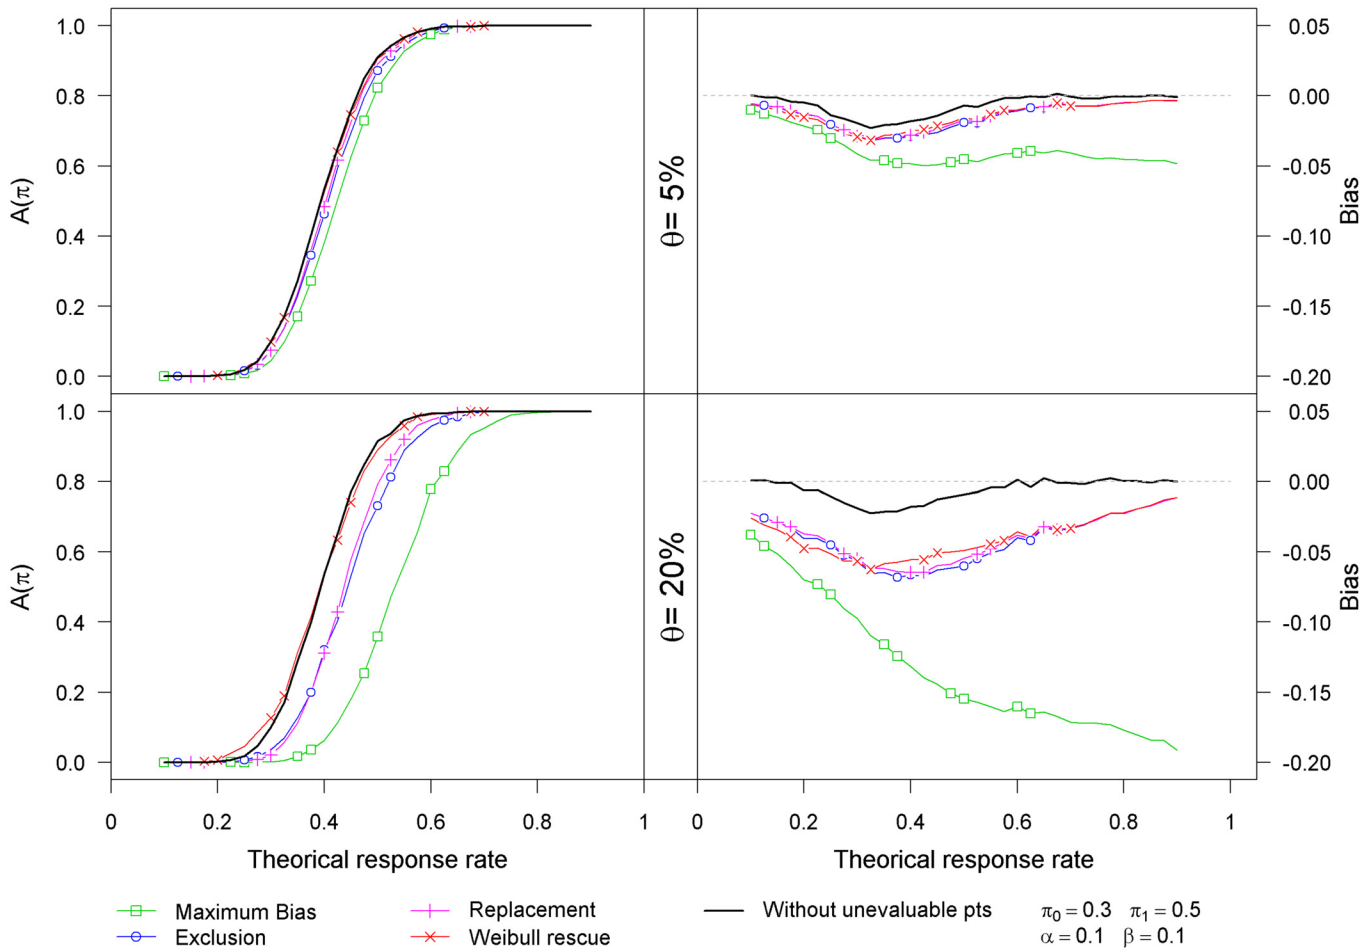 1.0
0.8
0.6
0.4
0.2
0.0
A(π)
θ= 5%
0.05
0.00
-0.05
-0.10
-0.15
-0.20
Bias
1.0
0.8
0.6
0.4
0.2
0.0
A(π)
θ= 20%
0.05
0.00
-0.05
-0.10
-0.15
-0.20
Bias
0 0.2 0.4 0.6 0.8 1
0 0.2 0.4 0.6 0.8 1
Theorical response rate
Theorical response rate
Maximum Bias
Exclusion
Replacement
Weibull rescue
Without unevaluable pts
π₀ = 0.3 π₁ = 0.5
α = 0.1 β = 0.1